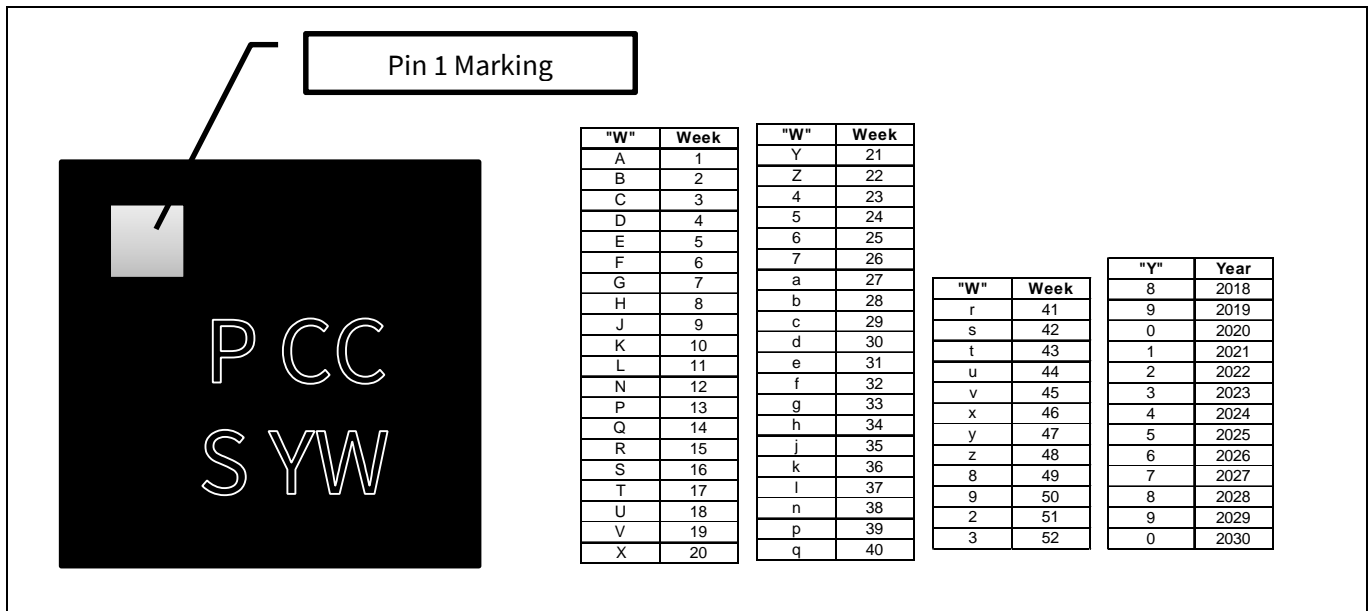 Pin 1 Marking
P CC
S YW
"W" Week
A 1
B 2
C 3
D 4
E 5
F 6
G 7
H 8
J 9
K 10
L 11
N 12
P 13
Q 14
R 15
S 16
T 17
U 18
V 19
X 20
"W" Week
Y 21
Z 22
4 23
5 24
6 25
7 26
a 27
b 28
c 29
d 30
e 31
f 32
g 33
h 34
j 35
k 36
l 37
n 38
p 39
q 40
"W" Week
r 41
s 42
t 43
u 44
v 45
x 46
y 47
z 48
8 49
9 50
2 51
3 52
"Y" Year
8 2018
9 2019
0 2020
1 2021
2 2022
3 2023
4 2024
5 2025
6 2026
7 2027
8 2028
9 2029
0 2030